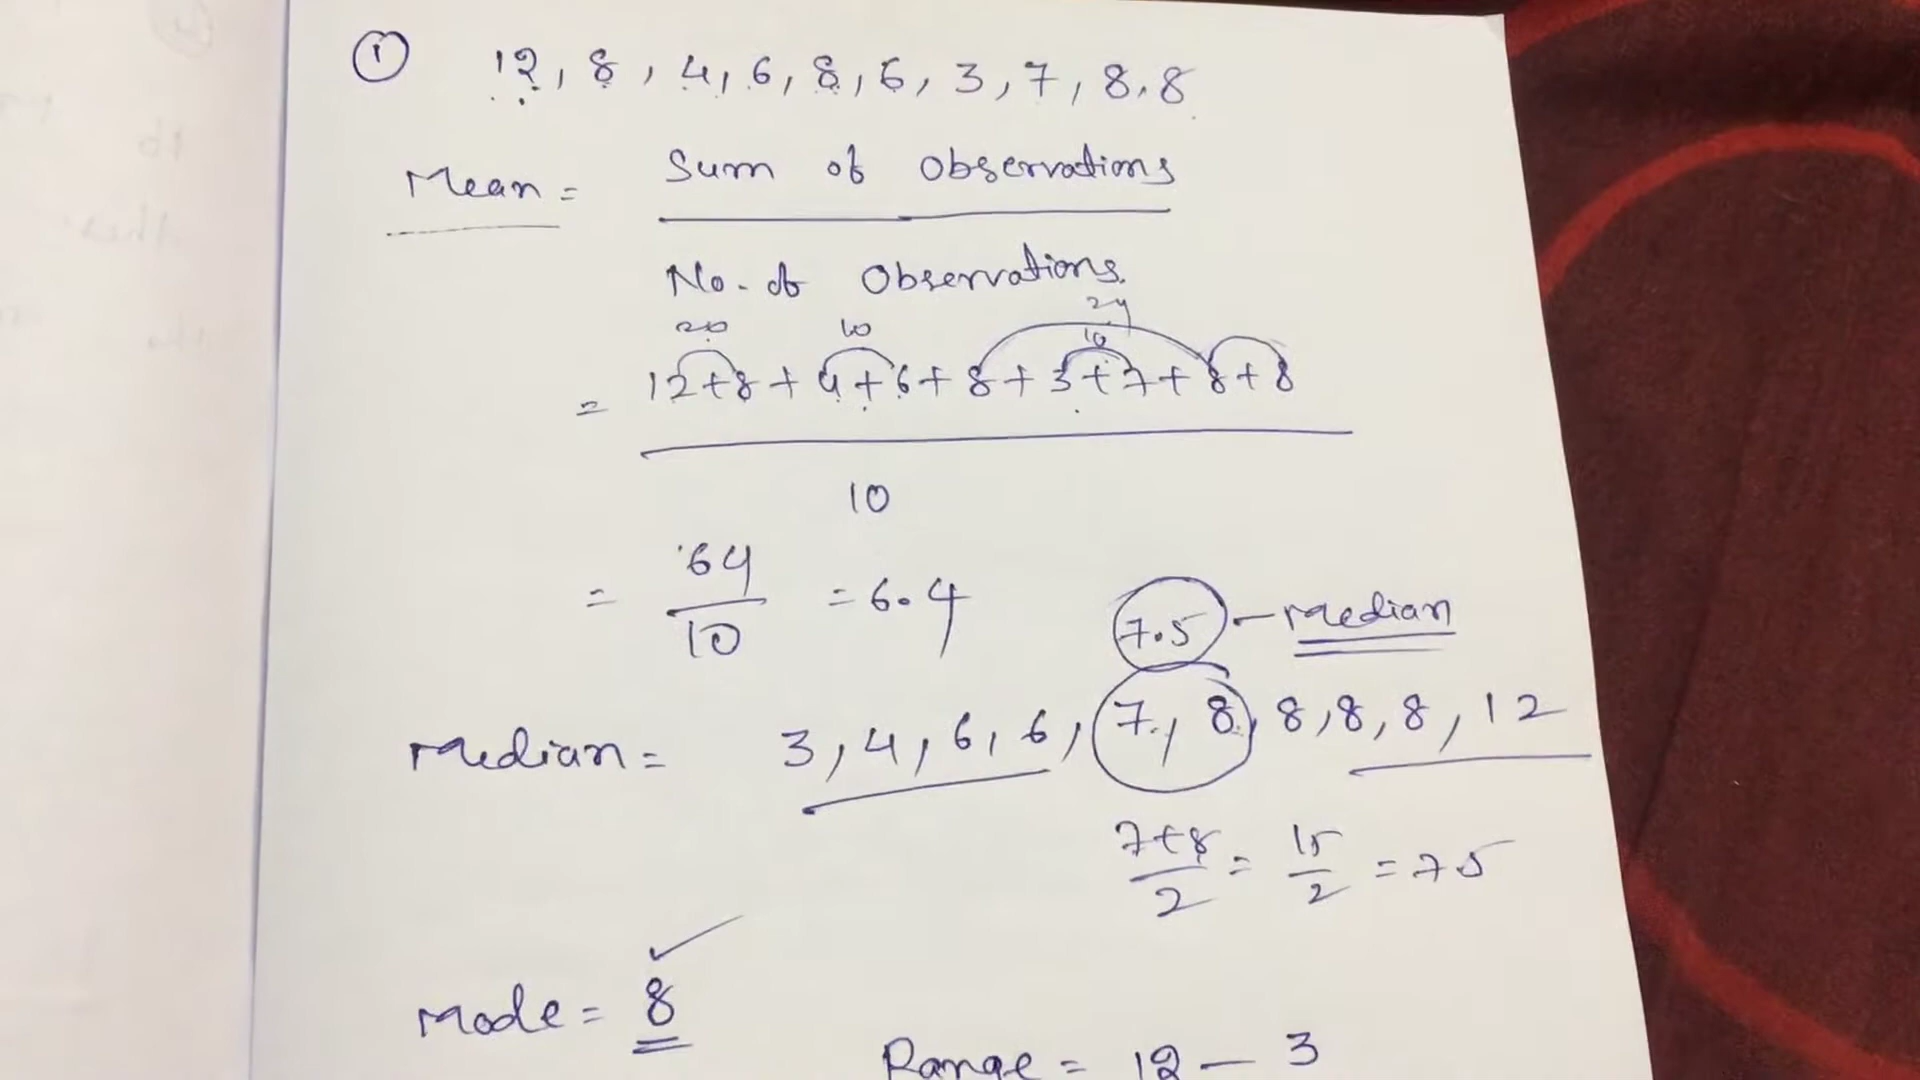 ① 12, 8, 4, 6, 8, 6, 3, 7, 8, 8
Mean = Sum of Observations
No. of Observations.
20 10 24
10
= 12+8+4+6+8+3+7+8+8
10
= 64/10 = 6.4
7.5 - Median
Median = 3, 4, 6, 6, 7, 8, 8, 8, 8, 12
7+8/2 = 15/2 = 75
Mode = 8
Range = 12 - 3